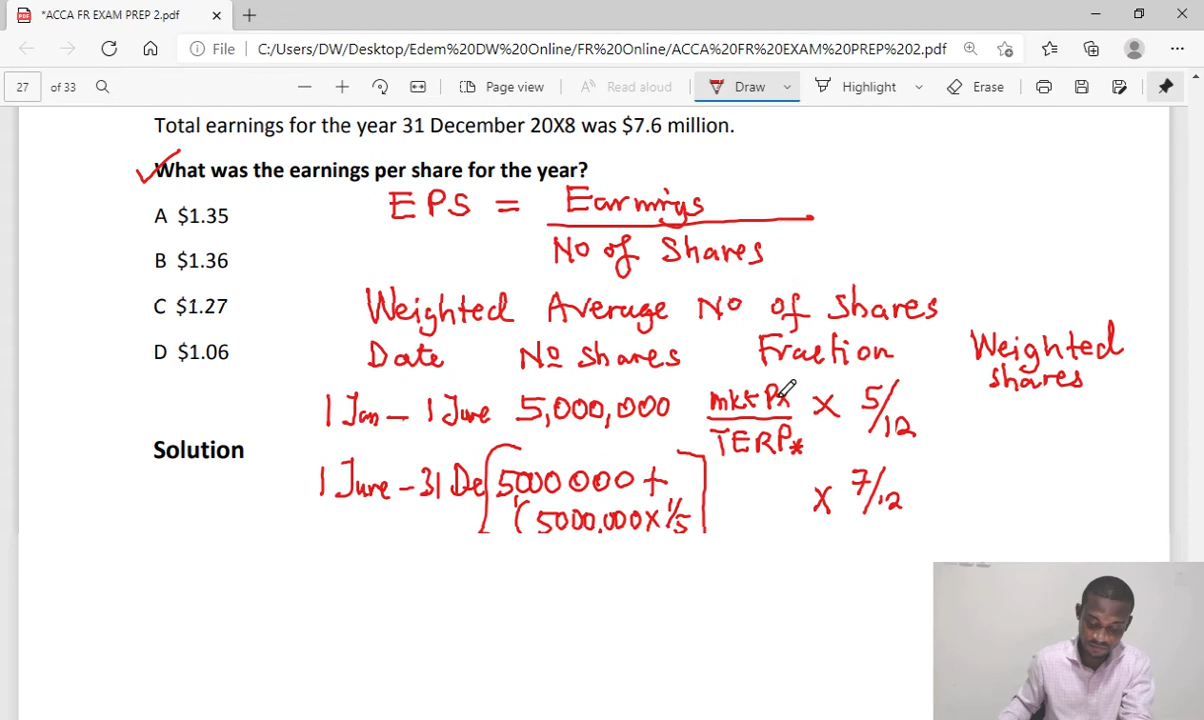 *ACCA FR EXAM PREP 2.pdf
File C:/Users/DW/Desktop/Edem%20DW%20Online/FR%20Online/ACCA%20FR%20EXAM%20PREP%202.pdf
27 of 33 Page view Read aloud Draw Highlight Erase
Total earnings for the year 31 December 20X8 was $7.6 million.
What was the earnings per share for the year?
EPS = Earnings
No of Shares
A $1.35
B $1.36
C $1.27
D $1.06
Weighted Average No of Shares
Date No shares Fraction Weighted shares
1 Jan - 1 June 5,000,000 mkt Px / TERP* x 5/12
Solution
1 June - 31 De [5000000 +
(5000,000 x 1/5] x 7/12